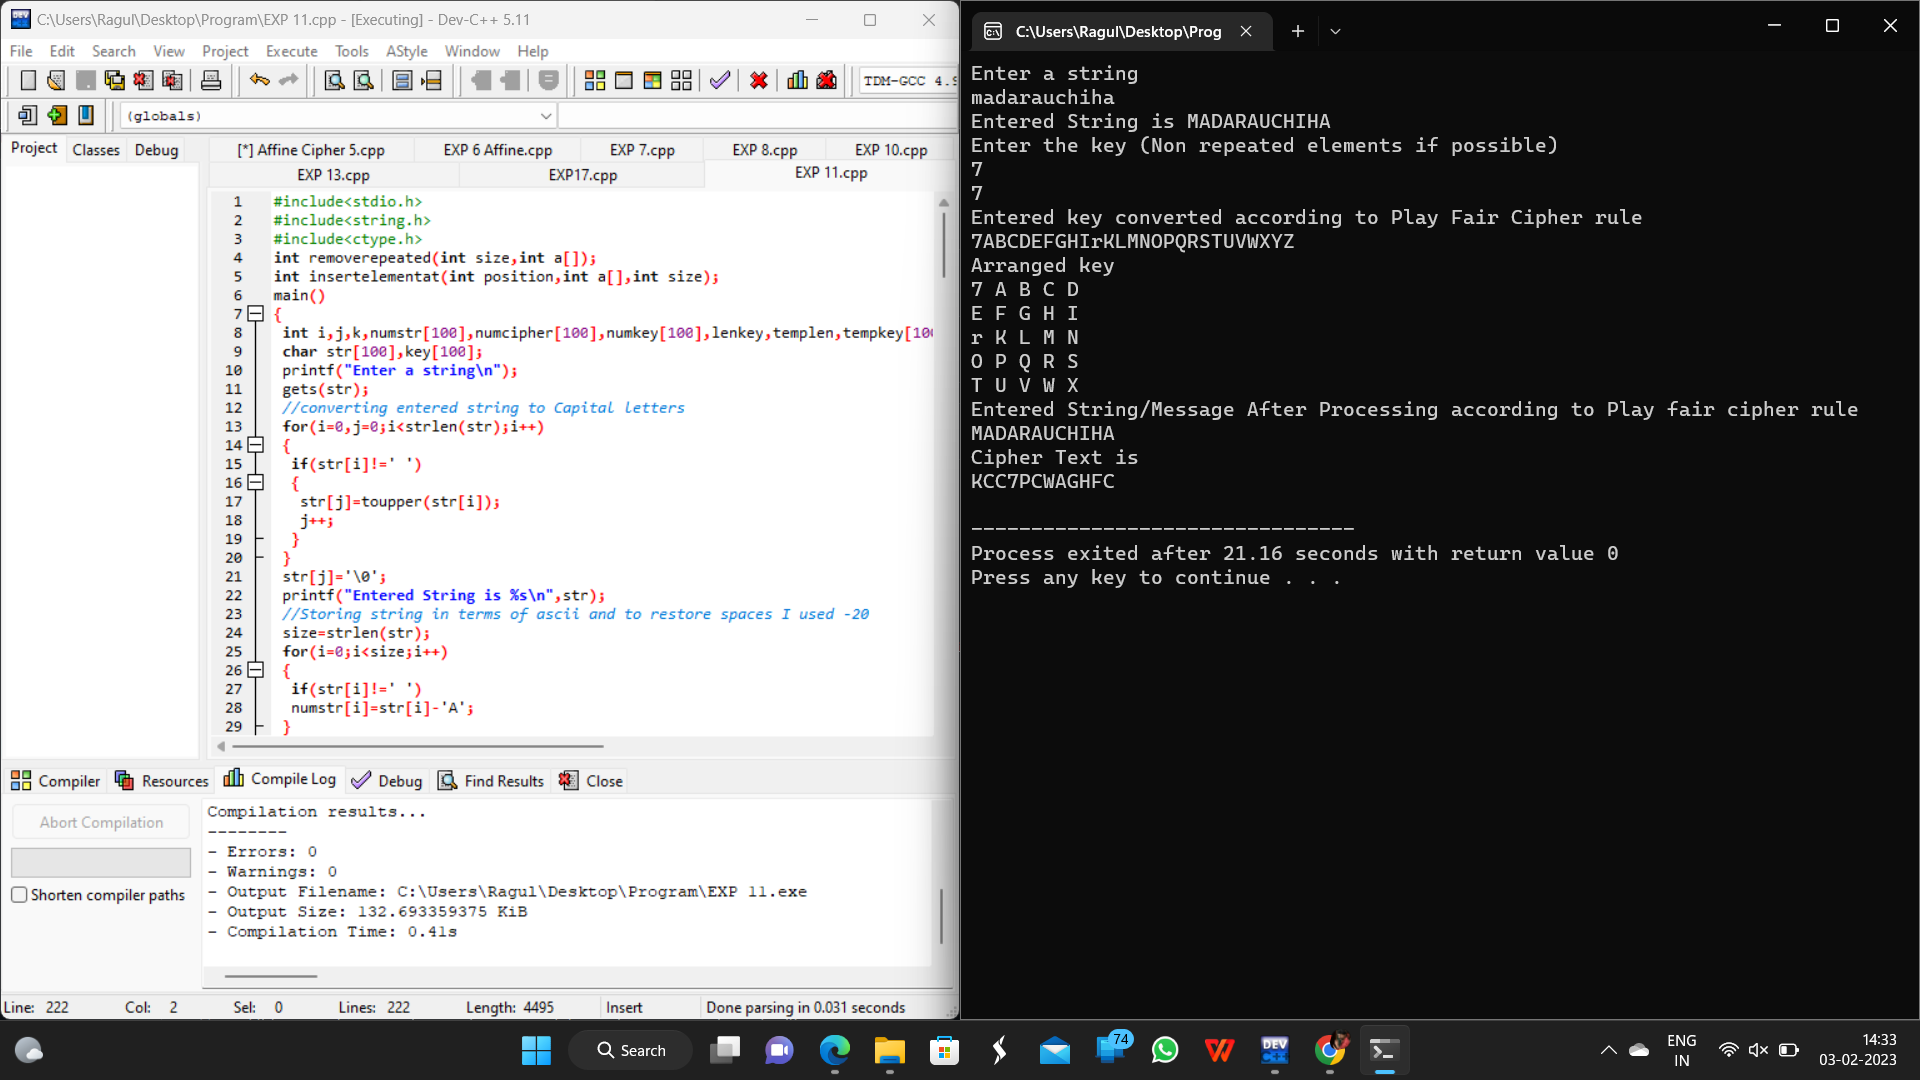 C:\Users\Ragul\Desktop\Program\EXP 11.cpp - [Executing] - Dev-C++ 5.11
File Edit Search View Project Execute Tools AStyle Window Help
TDM-GCC 4.9
(globals)
Project Classes Debug
[*] Affine Cipher 5.cpp EXP 6 Affine.cpp EXP 7.cpp EXP 8.cpp EXP 10.cpp
EXP 13.cpp EXP17.cpp EXP 11.cpp
1 #include<stdio.h>
2 #include<string.h>
3 #include<ctype.h>
4 int removerepeated(int size,int a[]);
5 int insertelementat(int position,int a[],int size);
6 main()
7 {
8 int i,j,k,numstr[100],numcipher[100],numkey[100],lenkey,templen,tempkey[100
9 char str[100],key[100];
10 printf("Enter a string\n");
11 gets(str);
12 //converting entered string to Capital letters
13 for(i=0,j=0;i<strlen(str);i++)
14 {
15 if(str[i]!=' ')
16 {
17 str[j]=toupper(str[i]);
18 j++;
19 }
20 }
21 str[j]='\0';
22 printf("Entered String is %s\n",str);
23 //Storing string in terms of ascii and to restore spaces I used -20
24 size=strlen(str);
25 for(i=0;i<size;i++)
26 {
27 if(str[i]!=' ')
28 numstr[i]=str[i]-'A';
29 }
Compiler Resources Compile Log Debug Find Results Close
Abort Compilation
Shorten compiler paths
Compilation results...
--------
- Errors: 0
- Warnings: 0
- Output Filename: C:\Users\Ragul\Desktop\Program\EXP 11.exe
- Output Size: 132.693359375 KiB
- Compilation Time: 0.41s
Line: 222 Col: 2 Sel: 0 Lines: 222 Length: 4495 Insert Done parsing in 0.031 seconds
C:\Users\Ragul\Desktop\Prog
Enter a string
madarauchiha
Entered String is MADARAUCHIHA
Enter the key (Non repeated elements if possible)
7
7
Entered key converted according to Play Fair Cipher rule
7ABCDEFGHIrKLMNOPQRSTUVWXYZ
Arranged key
7 A B C D
E F G H I
r K L M N
O P Q R S
T U V W X
Entered String/Message After Processing according to Play fair cipher rule
MADARAUCHIHA
Cipher Text is
KCC7PCWAGHFC
--------------------------------
Process exited after 21.16 seconds with return value 0
Press any key to continue . . .
Search
74
DEV C++
ENG
IN
14:33
03-02-2023